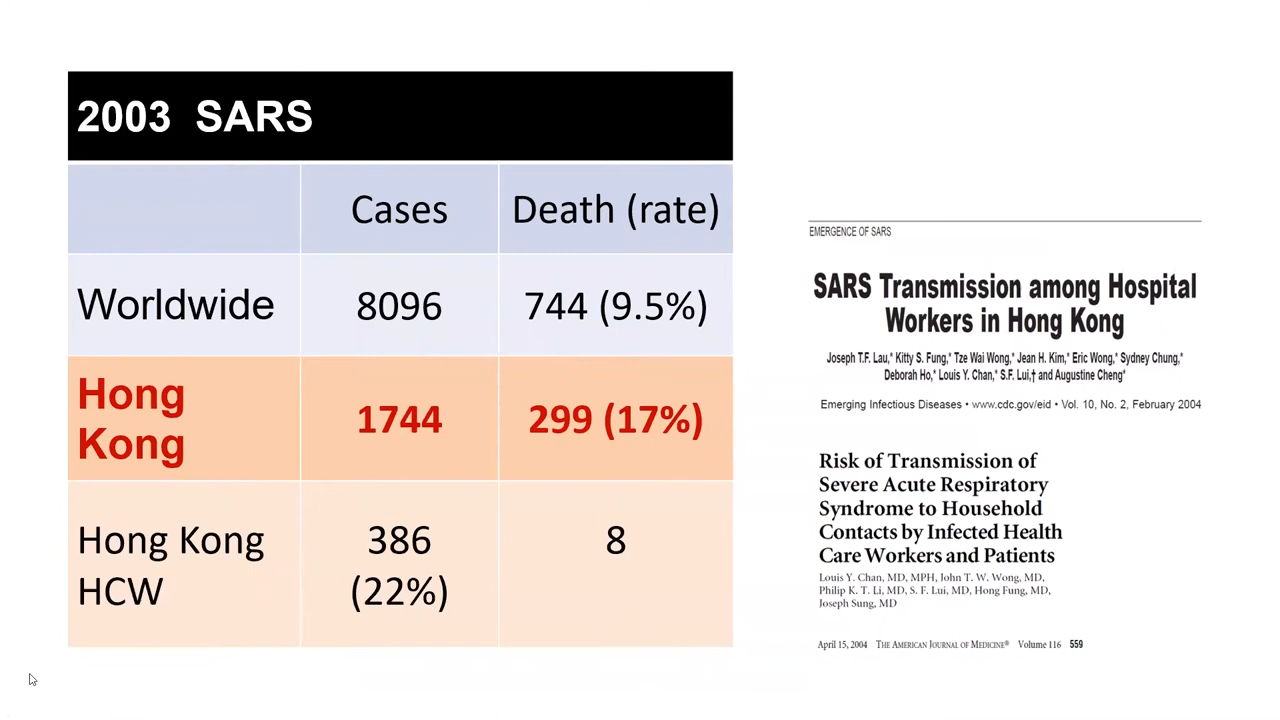 2003 SARS
Cases Death (rate)
Worldwide 8096 744 (9.5%)
Hong
Kong
1744 299 (17%)
Hong Kong
HCW
386
(22%)
8
EMERGENCE OF SARS
SARS Transmission among Hospital
Workers in Hong Kong
Joseph T.F. Lau,* Kitty S. Fung,* Tze Wai Wong,* Jean H. Kim,* Eric Wong,* Sydney Chung,*
Deborah Ho,* Louis Y. Chan,* S.F. Lui,† and Augustine Cheng*
Emerging Infectious Diseases • www.cdc.gov/eid • Vol. 10, No. 2, February 2004
Risk of Transmission of
Severe Acute Respiratory
Syndrome to Household
Contacts by Infected Health
Care Workers and Patients
Louis Y. Chan, MD, MPH, John T. W. Wong, MD,
Philip K. T. Li, MD, S. F. Lui, MD, Hong Fung, MD,
Joseph Sung, MD
April 15, 2004 THE AMERICAN JOURNAL OF MEDICINE® Volume 116 559